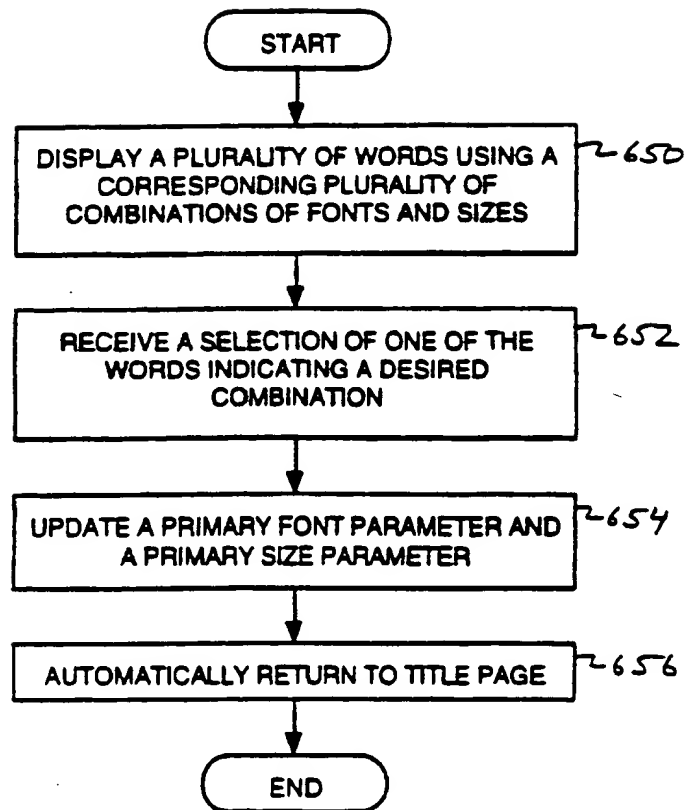 START
DISPLAY A PLURALITY OF WORDS USING A
CORRESPONDING PLURALITY OF
COMBINATIONS OF FONTS AND SIZES
650
RECEIVE A SELECTION OF ONE OF THE
WORDS INDICATING A DESIRED
COMBINATION
652
UPDATE A PRIMARY FONT PARAMETER AND
A PRIMARY SIZE PARAMETER
654
AUTOMATICALLY RETURN TO TITLE PAGE
656
END